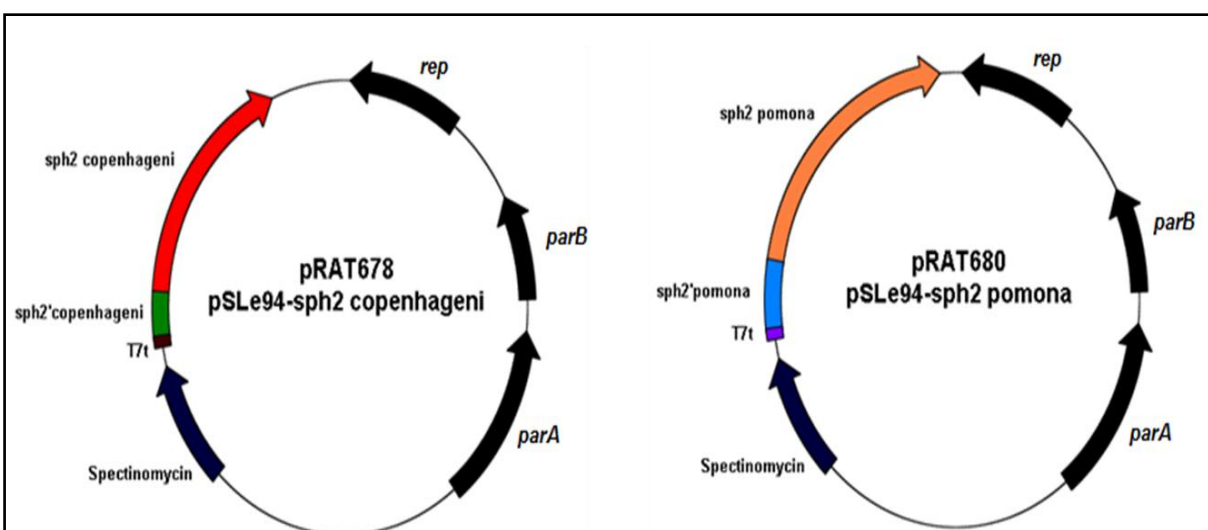 rep
sph2 copenhageni
parB
pRAT678
pSLe94-sph2 copenhageni
sph2'copenhageni
T7t
parA
Spectinomycin
rep
sph2 pomona
parB
pRAT680
pSLe94-sph2 pomona
sph2'pomona
T7t
parA
Spectinomycin